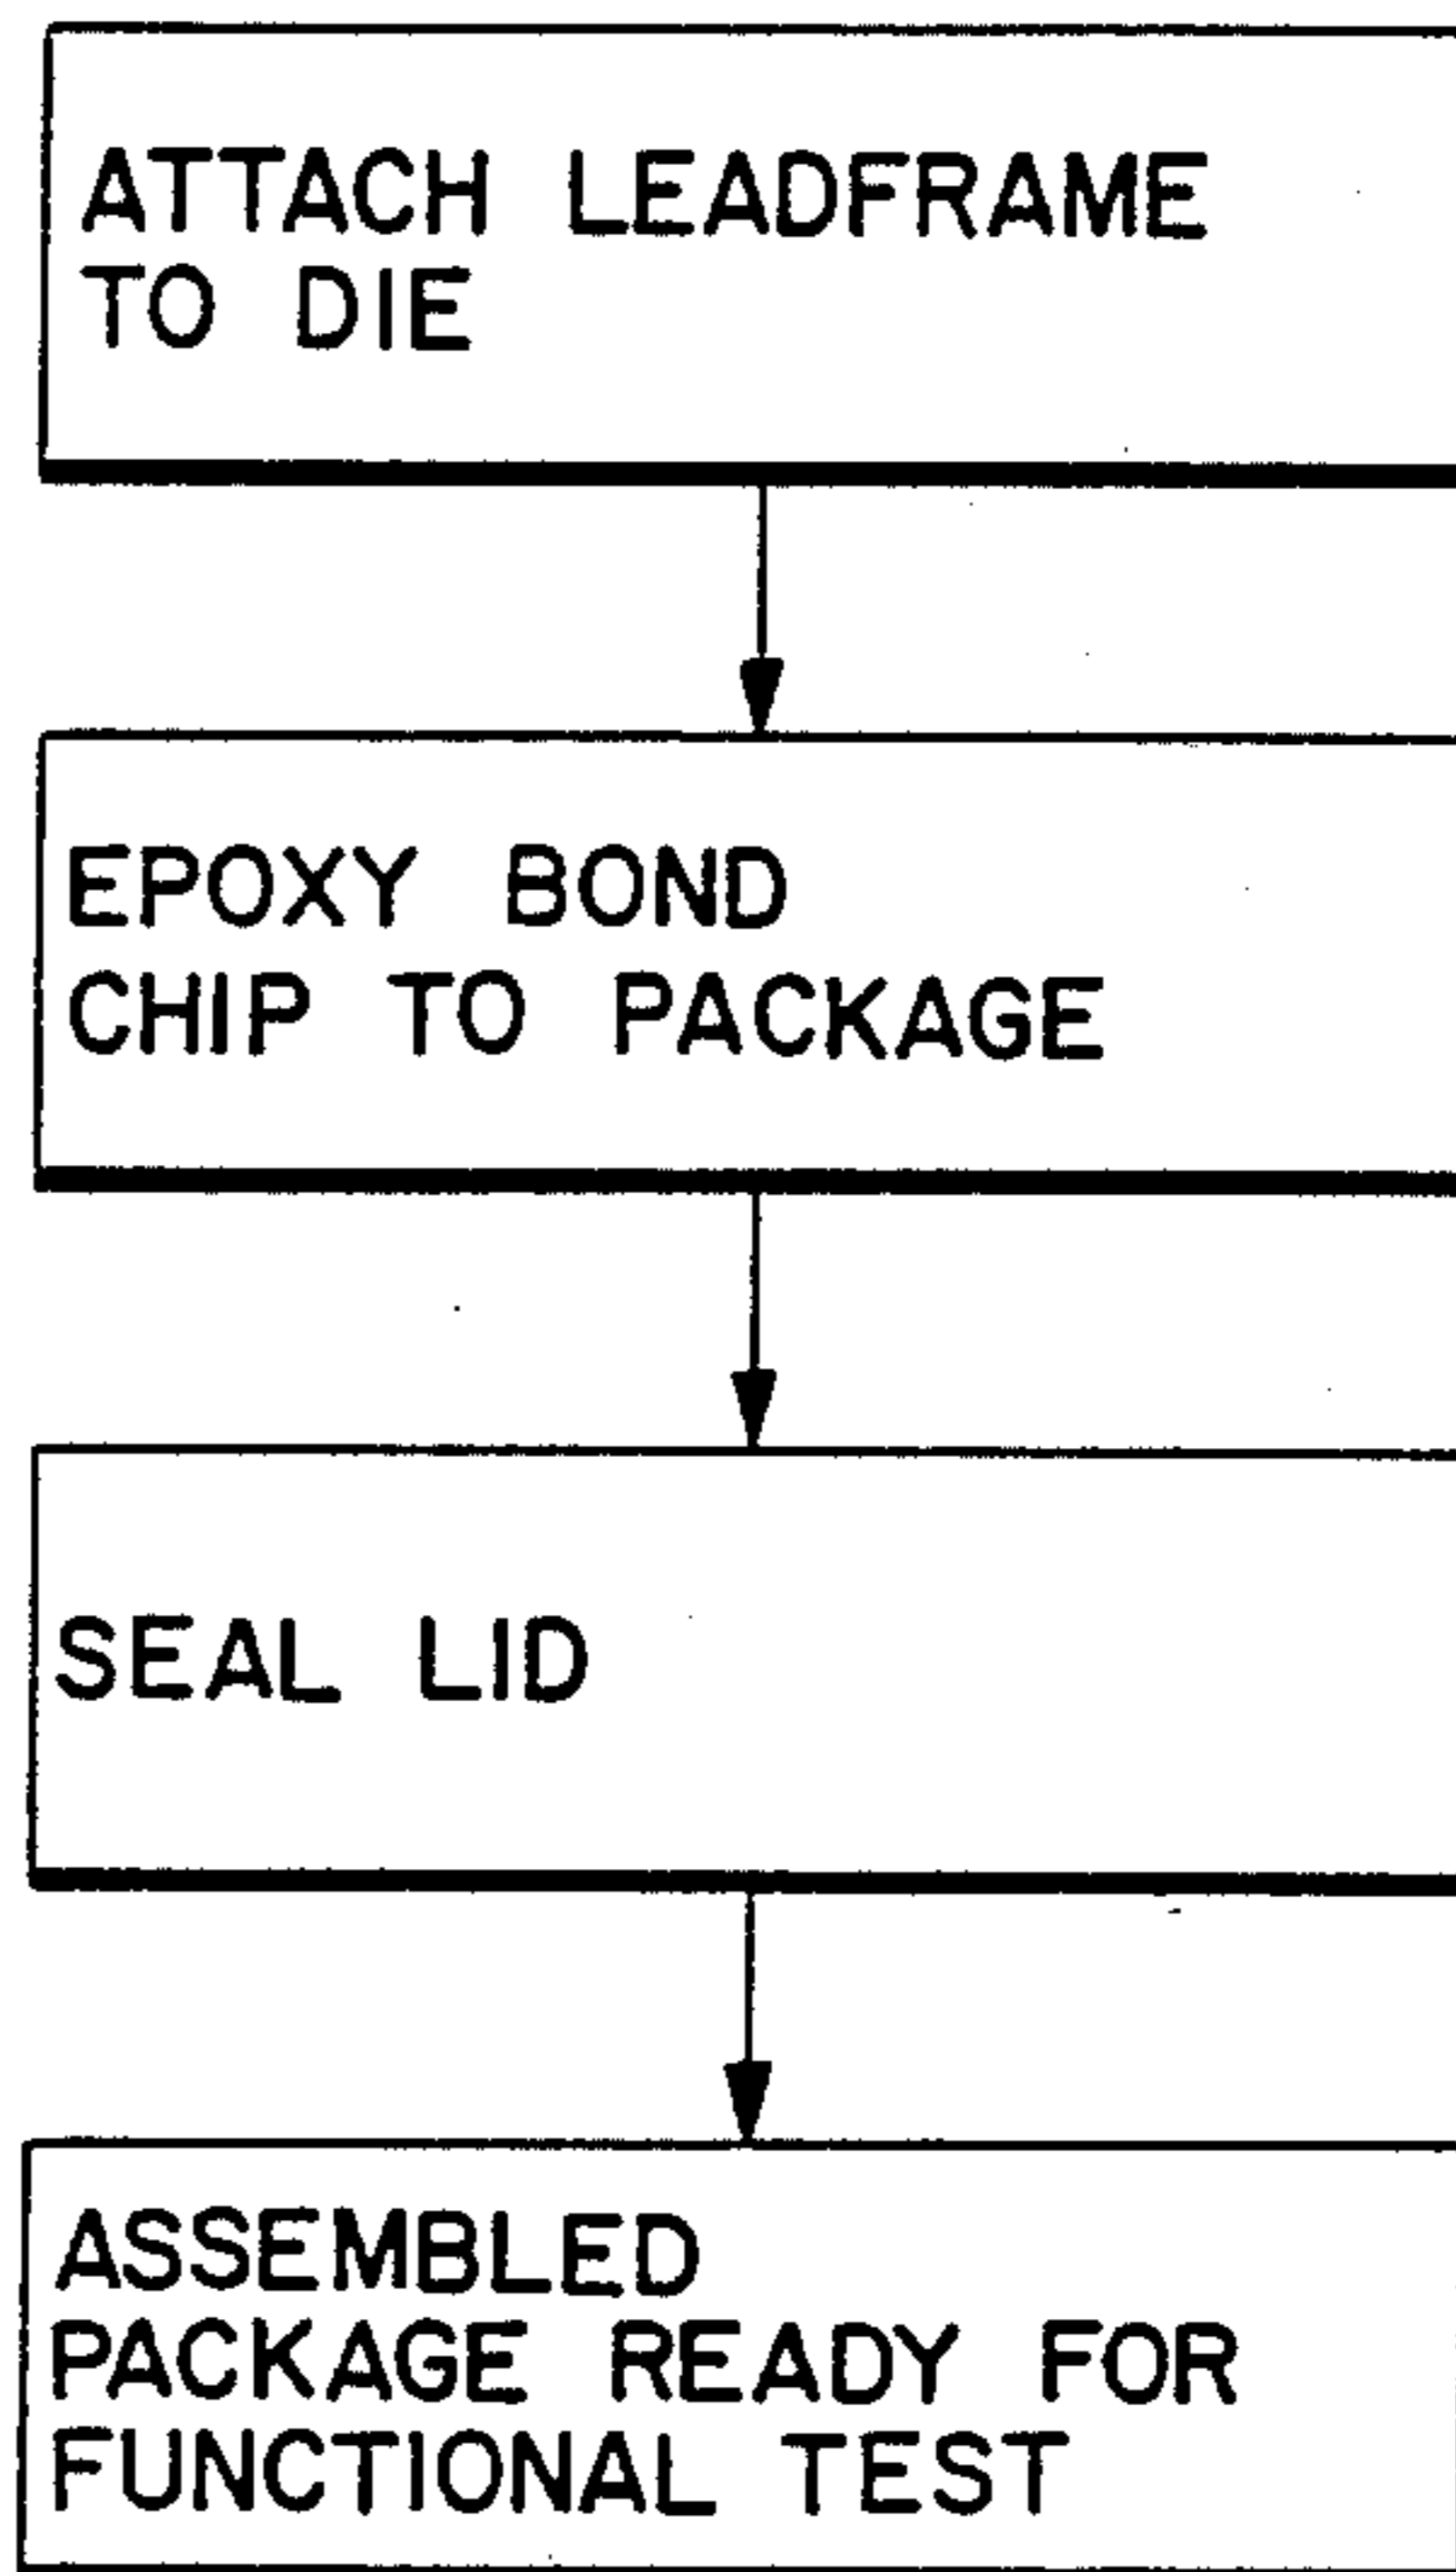 ATTACH LEADFRAME
TO DIE
EPOXY BOND
CHIP TO PACKAGE
SEAL LID
ASSEMBLED
PACKAGE READY FOR
FUNCTIONAL TEST